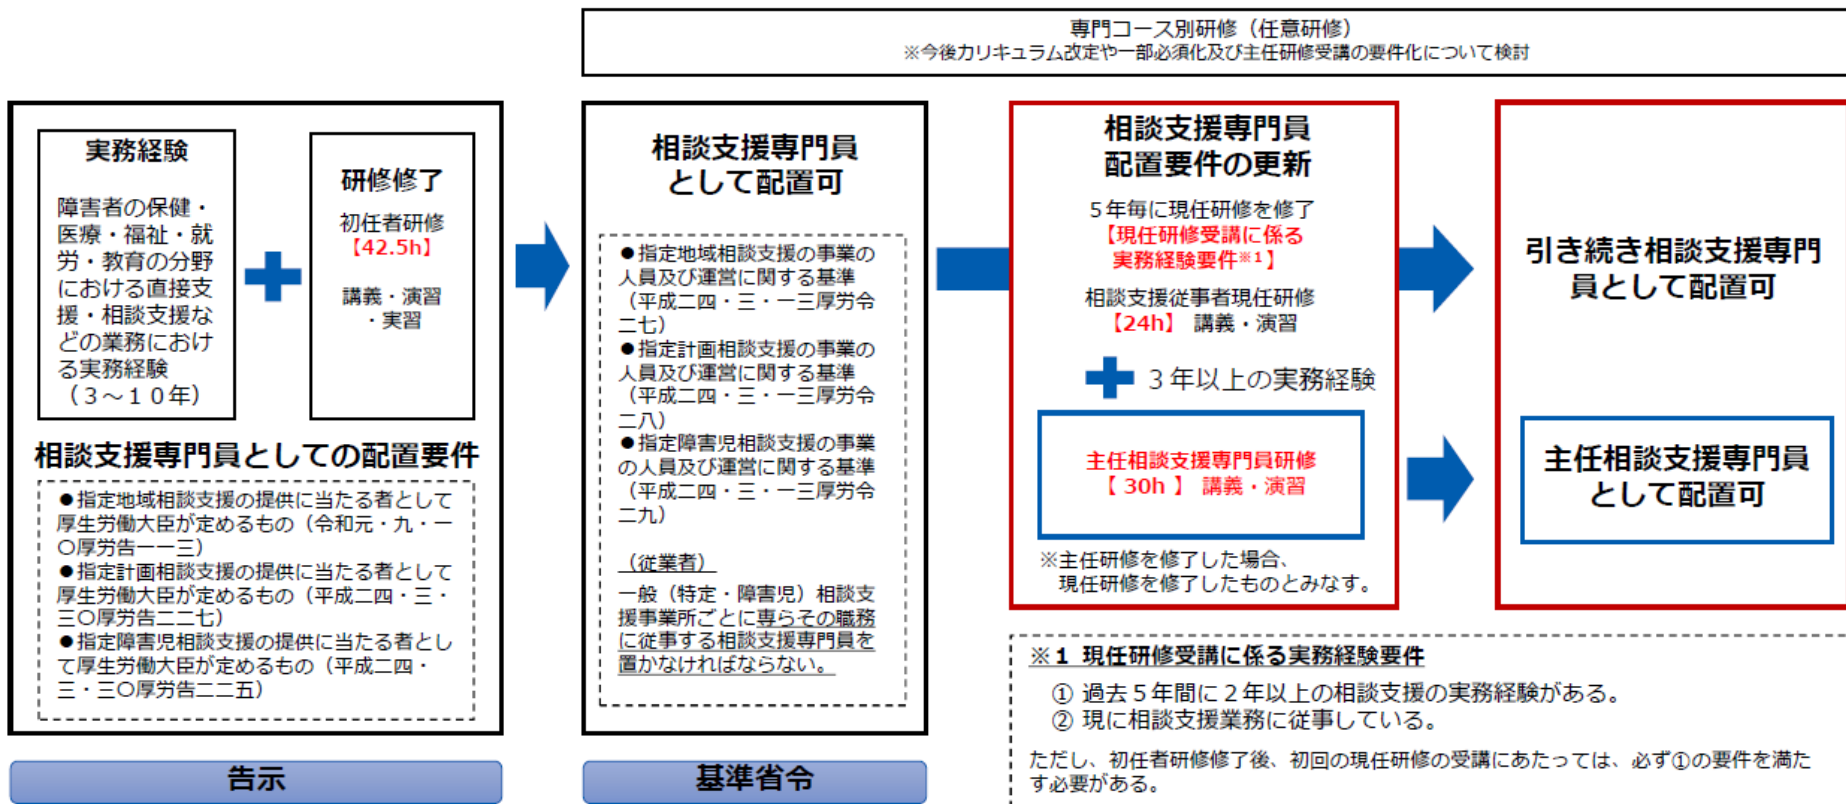 専門コース別研修（任意研修）
※今後カリキュラム改定や一部必須化及び主任研修受講の要件化について検討
実務経験
障害者の保健・
医療・福祉・就
労・教育の分野
における直接支
援・相談支援な
どの業務におけ
る実務経験
（３～１０年）
研修修了
初任者研修
【42.5h】
講義・演習
・実習
相談支援専門員としての配置要件
●指定地域相談支援の提供に当たる者として
厚生労働大臣が定めるもの（令和元・九・一
〇厚労告一一三）
●指定計画相談支援の提供に当たる者として
厚生労働大臣が定めるもの（平成二四・三・
三〇厚労告二二七）
●指定障害児相談支援の提供に当たる者とし
て厚生労働大臣が定めるもの（平成二四・
三・三〇厚労告二二五）
告示
相談支援専門員
として配置可
●指定地域相談支援の事業の
人員及び運営に関する基準
（平成二四・三・一三厚労令
二七）
●指定計画相談支援の事業の
人員及び運営に関する基準
（平成二四・三・一三厚労令
二八）
●指定障害児相談支援の事業
の人員及び運営に関する基準
（平成二四・三・一三厚労令
二九）
（従業者）
一般（特定・障害児）相談支
援事業所ごとに専らその職務
に従事する相談支援専門員を
置かなければならない。
基準省令
相談支援専門員
配置要件の更新
５年毎に現任研修を修了
【現任研修受講に係る
実務経験要件※1】
相談支援従事者現任研修
【24h】 講義・演習
３年以上の実務経験
主任相談支援専門員研修
【 30h 】 講義・演習
※主任研修を修了した場合、
現任研修を修了したものとみなす。
引き続き相談支援専門
員として配置可
主任相談支援専門員
として配置可
※１ 現任研修受講に係る実務経験要件
① 過去５年間に２年以上の相談支援の実務経験がある。
② 現に相談支援業務に従事している。
ただし、初任者研修修了後、初回の現任研修の受講にあたっては、必ず①の要件を満た
す必要がある。